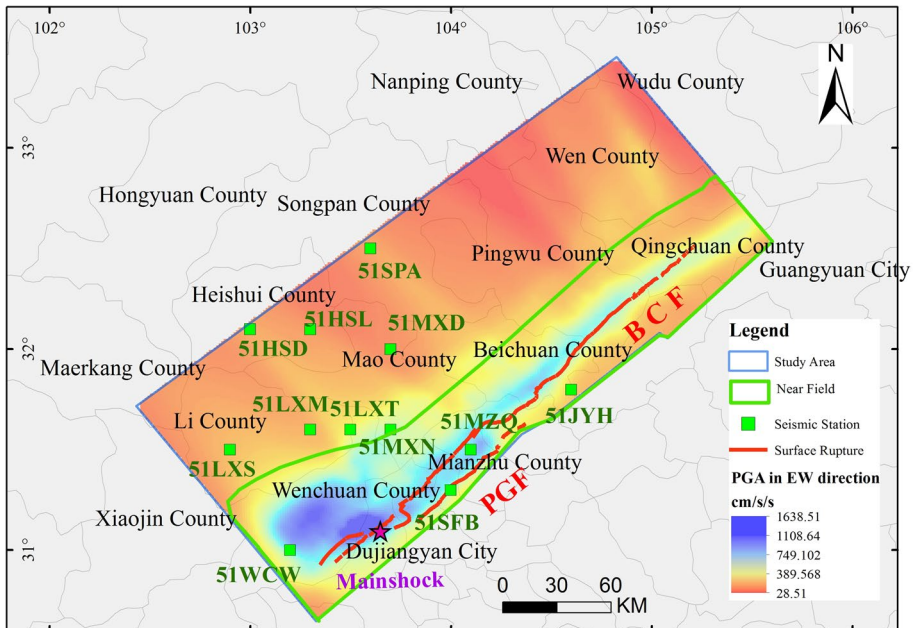 102°
103°
104°
105°
106°
N
Nanping County
Wudu County
33°
Wen County
Hongyuan County
Songpan County
Pingwu County
Qingchuan County
51SPA
Guangyuan City
Heishui County
51HSL
51MXD
B C F
51HSD
32°
Mao County
Beichuan County
Maerkang County
51LXM
51LXT
51JYH
Li County
51MZQ
51MXN
51LXS
Mianzhu County
Wenchuan County
PGF
Xiaojin County
51SFB
31°
Dujiangyan City
51WCW
Mainshock
0
30
60
KM
Legend
Study Area
Near Field
Seismic Station
Surface Rupture
PGA in EW direction
cm/s/s
1638.51
1108.64
749.102
389.568
28.51